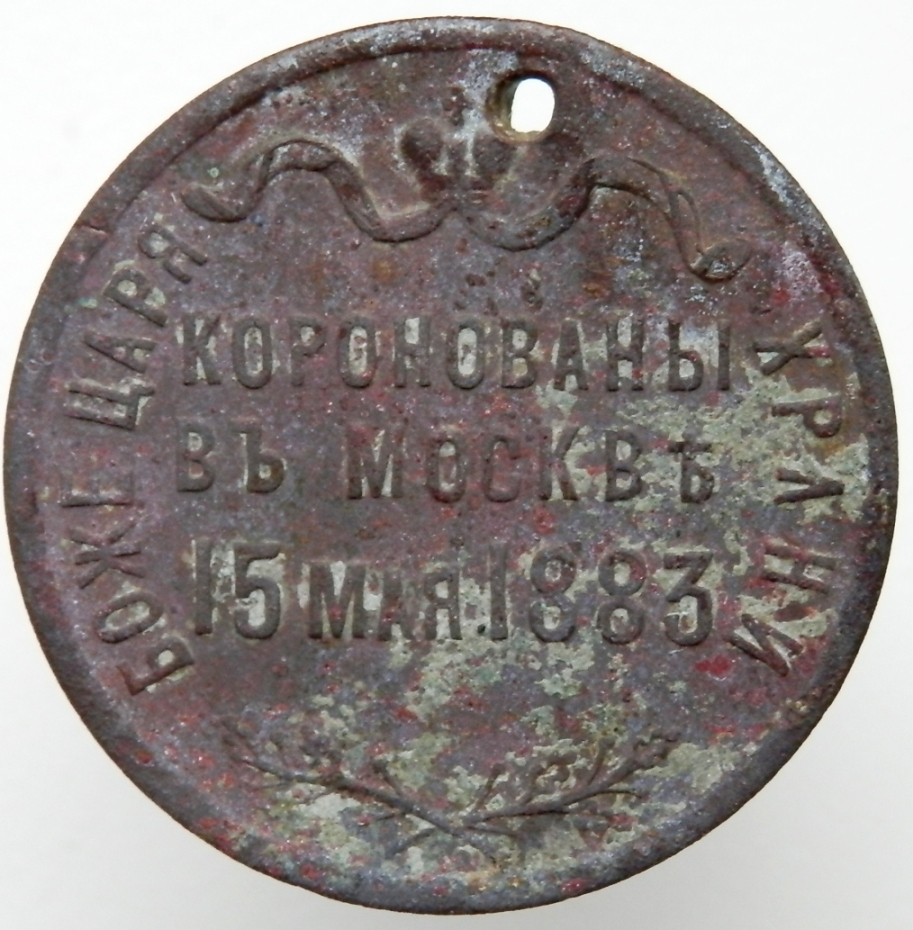 БОЖЕ ЦАРЯ ХРАНИ
КОРОНОВАНЫ
ВЪ МОСКВѢ
15 МАЯ 1883